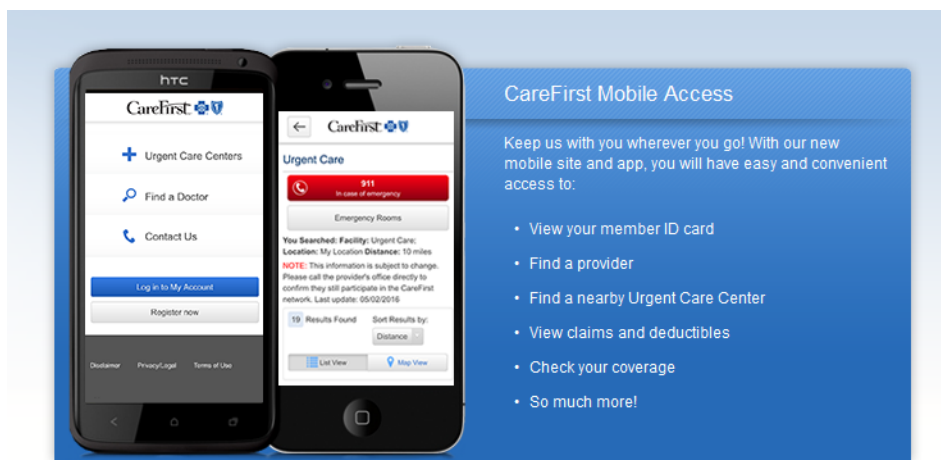 htc
CareFirst
Urgent Care Centers
Find a Doctor
Contact Us
Log in to My Account
Register now
Disclaimer Privacy/Legal Terms of Use
CareFirst
Urgent Care
911
In case of emergency
Emergency Rooms
You Searched: Facility: Urgent Care;
Location: My Location Distance: 10 miles
NOTE: This information is subject to change.
Please call the provider's office directly to
confirm they still participate in the CareFirst
network. Last update: 05/02/2016
19 Results Found Sort Results by:
Distance
List View Map View
CareFirst Mobile Access
Keep us with you wherever you go! With our new
mobile site and app, you will have easy and convenient
access to:
• View your member ID card
• Find a provider
• Find a nearby Urgent Care Center
• View claims and deductibles
• Check your coverage
• So much more!